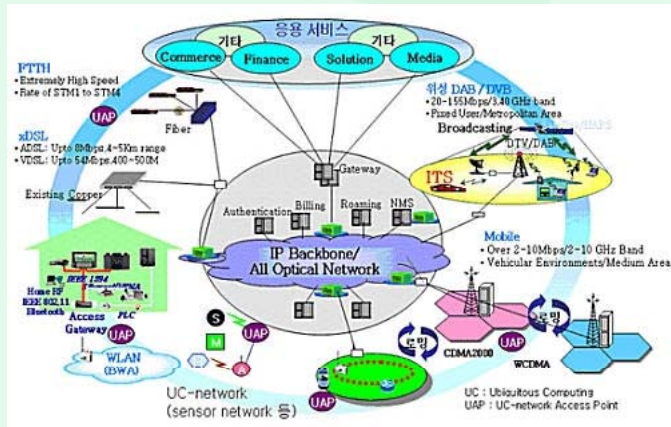 응용 서비스
기타
기타
Commerce
Finance
Solution
Media
FTTH
• Extremely High Speed
• Rate of STM1 to STM4
UAP
Fiber
xDSL
• ADSL: Upto 8Mbps,4~5Km range
• VDSL: Upto 54Mbps,400~500M
Existing Copper
위성 DAB/DVB
• 20-155Mbps/3,40 GHz band
• Fixed User/Metropolitan Area
Broadcasting
DTV/DAB
ITS
Gateway
Authentication
Billing
Roaming
NMS
IP Backbone/
All Optical Network
Mobile
• Over 2-10Mbps/2-10 GHz Band
• Vehicular Environments/Medium Area
IEEE 1394
Home RF
IEEE 802.11
Bluetooth
Access
Gateway
PLC
UAP
WLAN
(BWA)
S
M
A
UAP
UC-network
(sensor network 등)
UAP
로밍
CDMA2000
UAP
로밍
WCDMA
UC : Ubiquitous Computing
UAP : UC-network Access Point